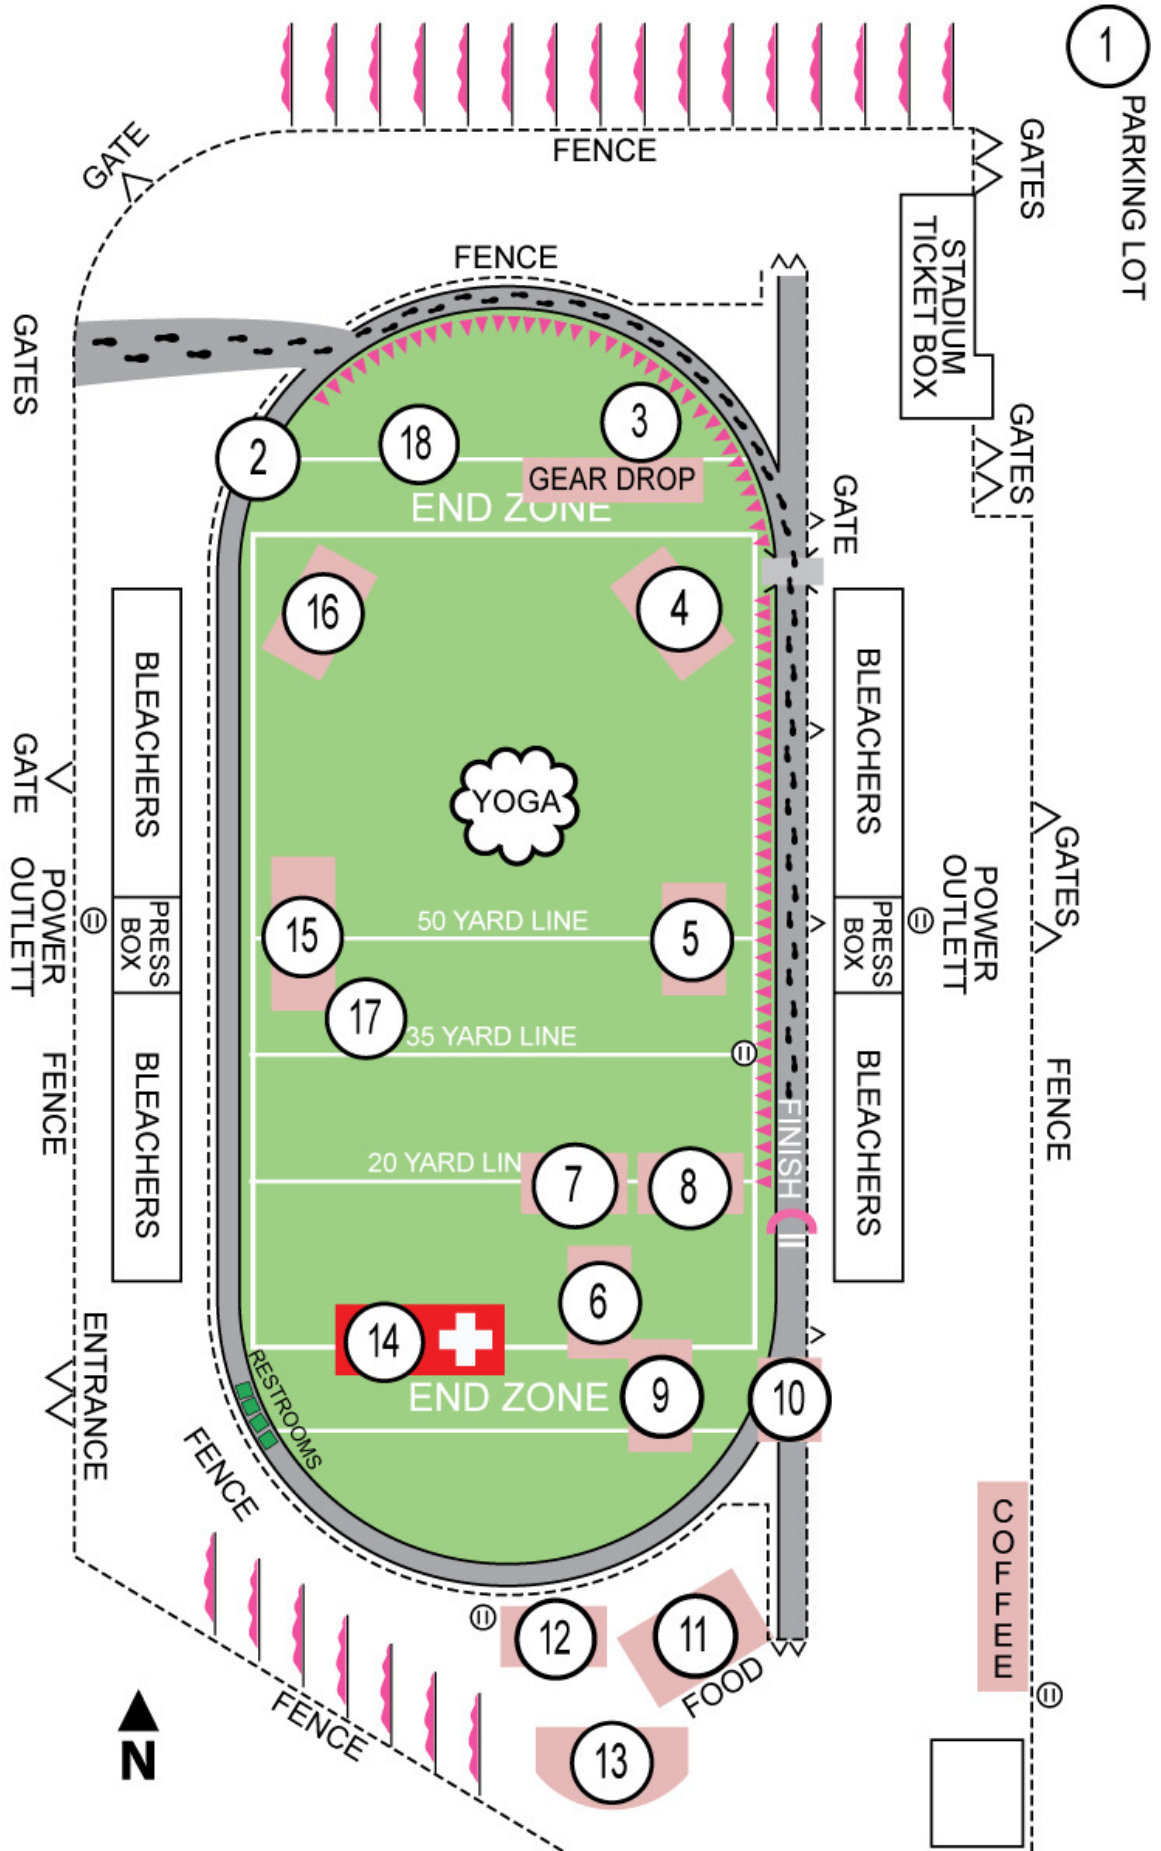 1
PARKING LOT
GATES
FENCE
GATE
STADIUM
TICKET BOX
FENCE
GATES
GATES
GATE
2
18
3
GEAR DROP
END ZONE
16
4
BLEACHERS
BLEACHERS
YOGA
GATE
GATES
POWER
OUTLETT
PRESS
BOX
15
50 YARD LINE
5
PRESS
BOX
POWER
OUTLETT
17
35 YARD LINE
FENCE
BLEACHERS
BLEACHERS
FENCE
FINISH
20 YARD LIN
7
8
6
14
ENTRANCE
RESTROOMS
END ZONE
9
10
FENCE
COFFEE
12
11
FOOD
FENCE
13
N